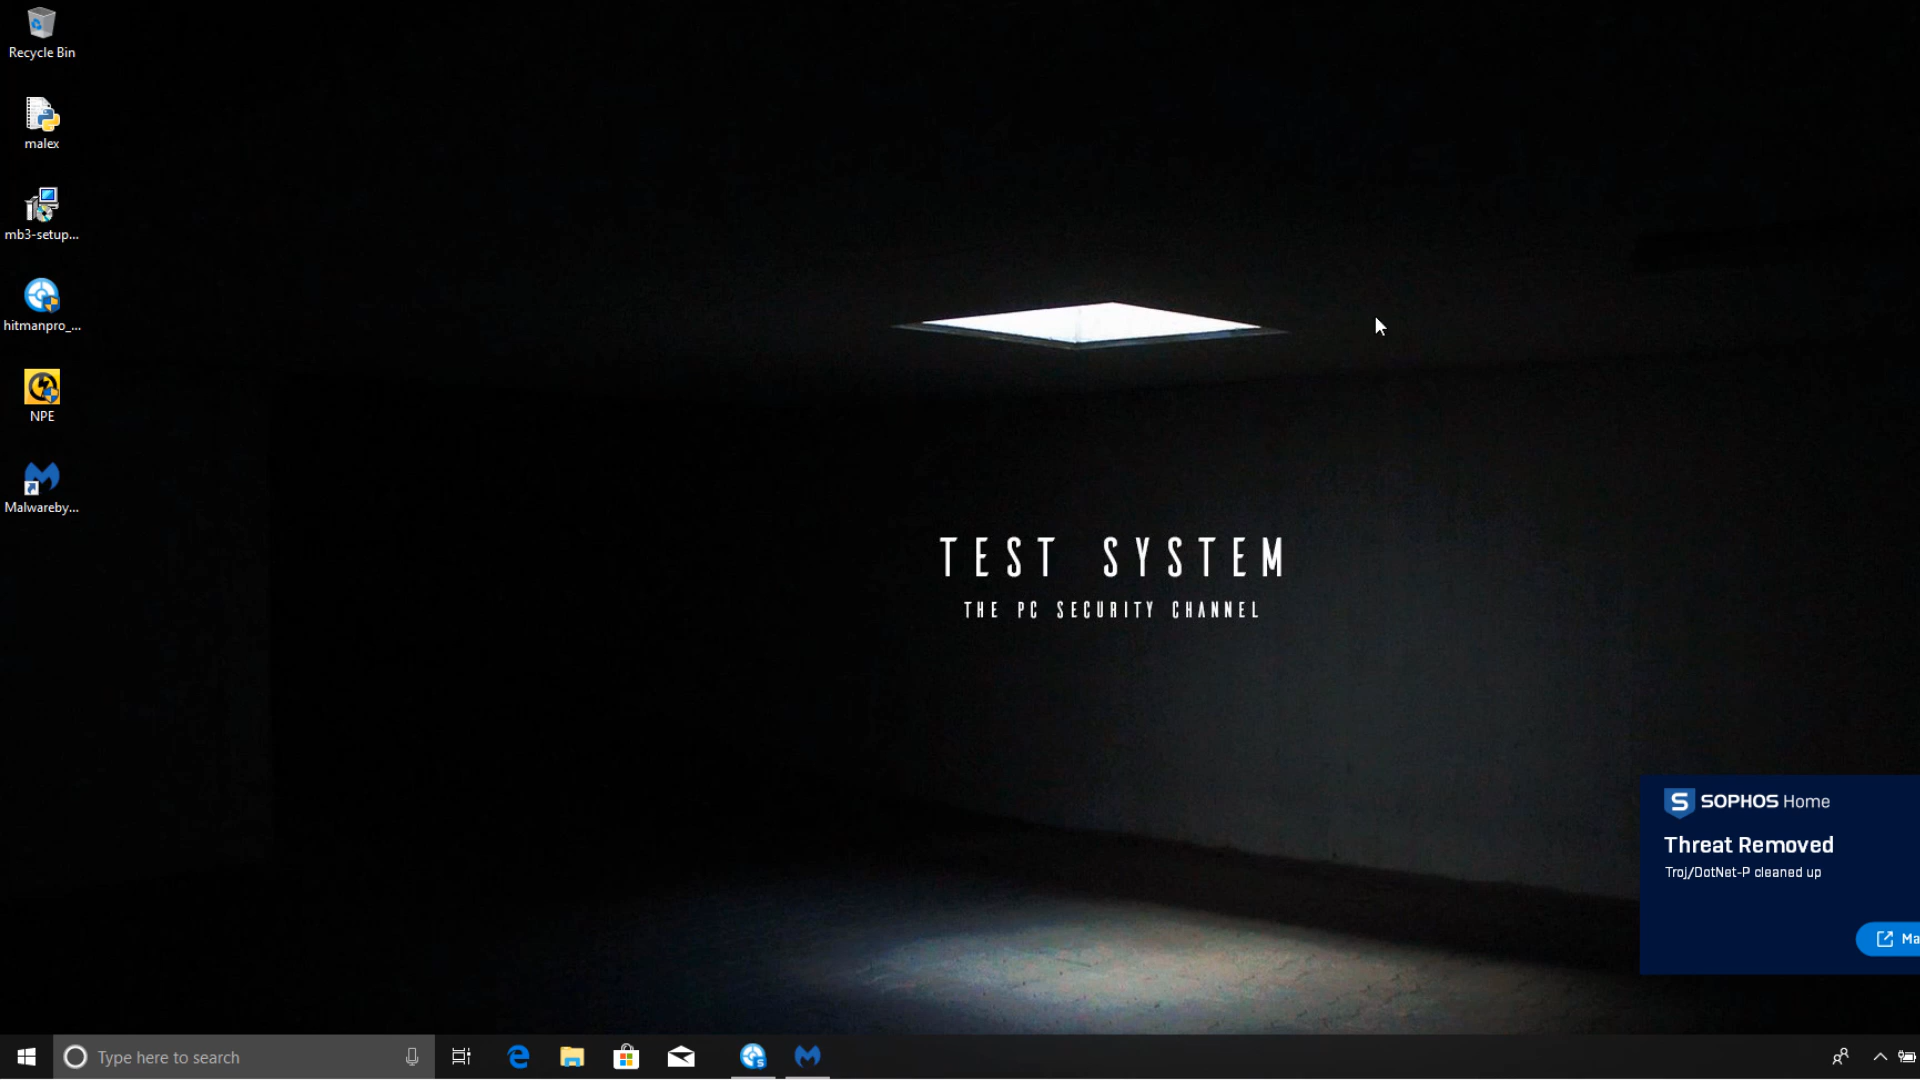 Recycle Bin
malex
mb3-setup...
hitmanpro_...
NPE
Malwareby...
TEST SYSTEM
THE PC SECURITY CHANNEL
S SOPHOS Home
Threat Removed
Troj/DotNet-P cleaned up
Ma
Type here to search